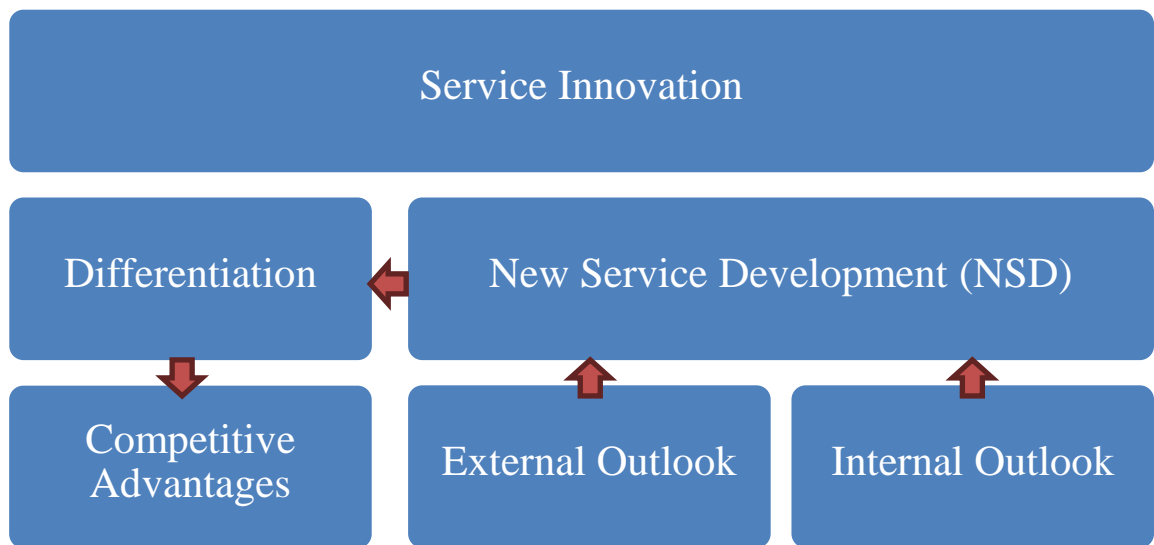 Service Innovation
Differentiation
New Service Development (NSD)
Competitive
Advantages
External Outlook
Internal Outlook